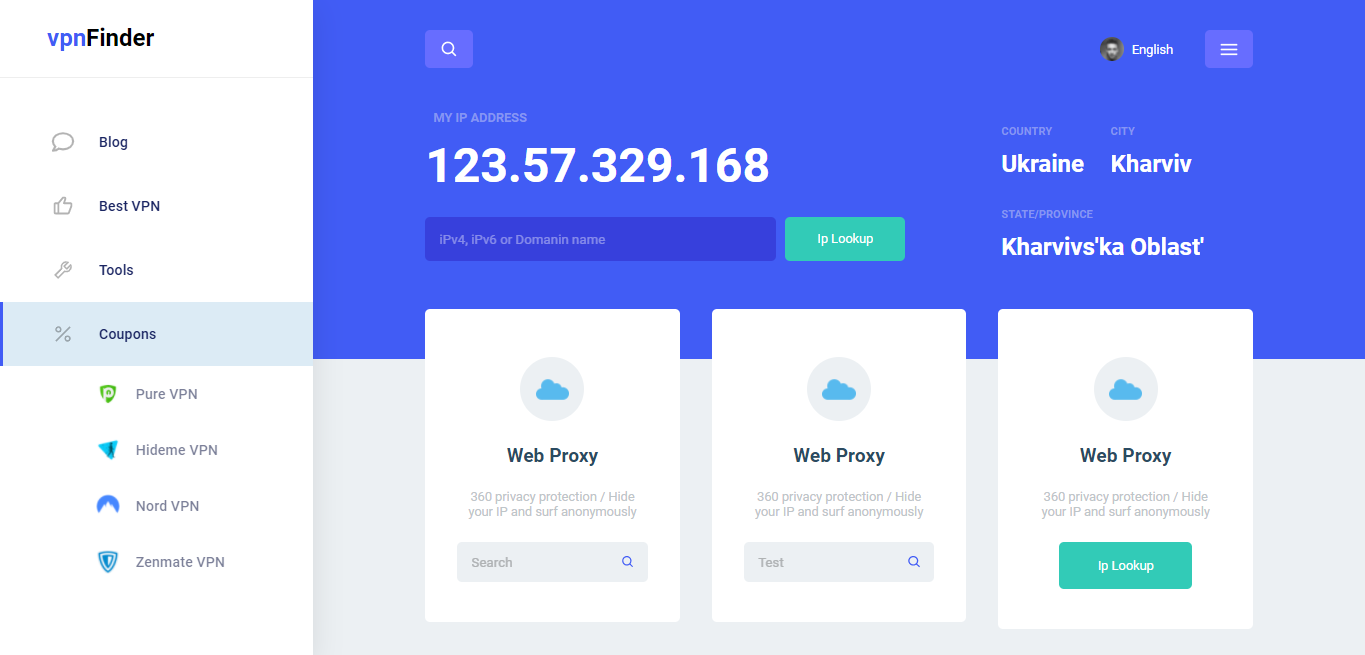 vpnFinder
Blog
Best VPN
Tools
Coupons
Pure VPN
Hideme VPN
Nord VPN
Zenmate VPN
English
MY IP ADDRESS
123.57.329.168
iPv4, iPv6 or Domanin name
Ip Lookup
COUNTRY
Ukraine
CITY
Kharviv
STATE/PROVINCE
Kharvivs'ka Oblast'
Web Proxy
360 privacy protection / Hide
your IP and surf anonymously
Search
Web Proxy
360 privacy protection / Hide
your IP and surf anonymously
Test
Web Proxy
360 privacy protection / Hide
your IP and surf anonymously
Ip Lookup